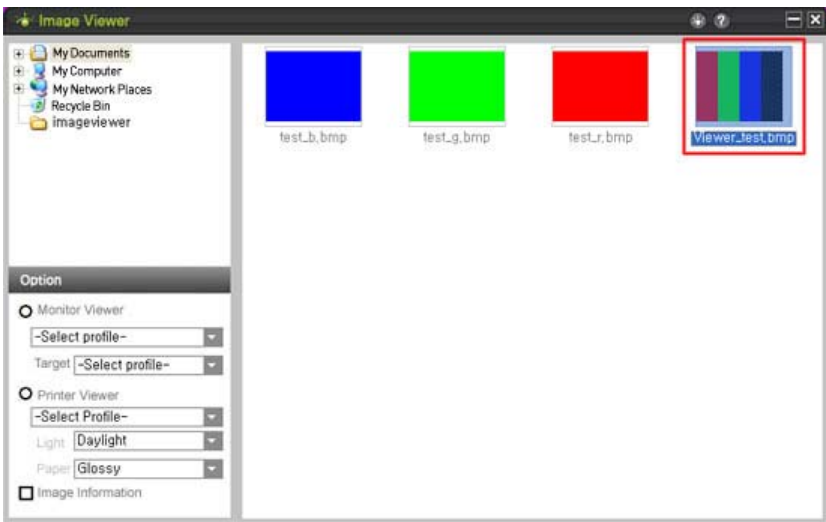 Image Viewer
My Documents
My Computer
My Network Places
Recycle Bin
imageviewer
test_b.bmp
test_g.bmp
test_r.bmp
Viewer_test.bmp
Option
Monitor Viewer
-Select profile-
Target -Select profile-
Printer Viewer
-Select Profile-
Light Daylight
Paper Glossy
Image Information